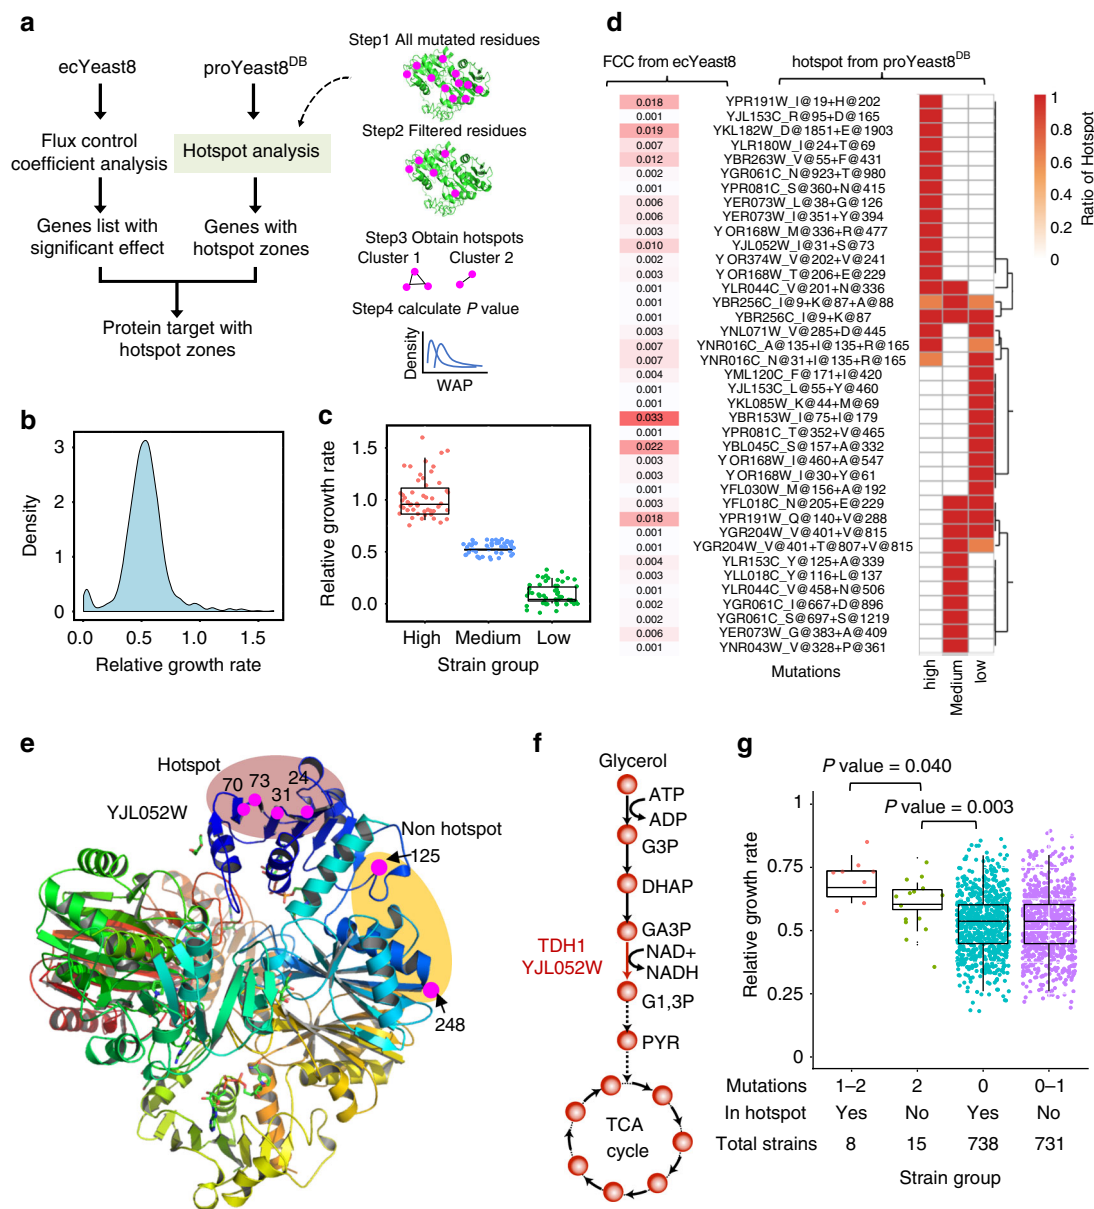 a
ecYeast8
proYeast8DB
Flux control
coefficient analysis
Hotspot analysis
Genes list with
significant effect
Genes with
hotspot zones
Protein target with
hotspot zones
Step1 All mutated residues
Step2 Filtered residues
Step3 Obtain hotspots
Cluster 1
Cluster 2
Step4 calculate P value
Density
WAP
b
3
2
1
0
Density
0.0
0.5
1.0
1.5
Relative growth rate
c
1.5
1.0
0.5
0.0
Relative growth rate
High
Medium
Low
Strain group
d
FCC from ecYeast8
hotspot from proYeast8DB
0.018 YPR191W_I@19+H@202
0.001 YJL153C_R@95+D@165
0.019 YKL182W_D@1851+E@1903
0.007 YLR180W_I@24+T@69
0.012 YBR263W_V@55+F@431
0.002 YGR061C_N@923+T@980
0.001 YPR081C_S@360+N@415
0.006 YER073W_L@38+G@126
0.006 YER073W_I@351+Y@394
0.003 YOR168W_M@336+R@477
0.010 YJL052W_I@31+S@73
0.002 YOR374W_V@202+V@241
0.003 YOR168W_T@206+E@229
0.001 YLR044C_V@201+N@336
0.001 YBR256C_I@9+K@87+A@88
0.001 YBR256C_I@9+K@87
0.003 YNL071W_V@285+D@445
0.007 YNR016C_A@135+I@135+R@165
0.007 YNR016C_N@31+I@135+R@165
0.004 YML120C_F@171+I@420
0.001 YJL153C_L@55+Y@460
0.001 YKL085W_K@44+M@69
0.033 YBR153W_I@75+I@179
0.001 YPR081C_T@352+V@465
0.022 YBL045C_S@157+A@332
0.003 YOR168W_I@460+A@547
0.003 YOR168W_I@30+Y@61
0.001 YFL030W_M@156+A@192
0.003 YFL018C_N@205+E@229
0.018 YPR191W_Q@140+V@288
0.001 YGR204W_V@401+V@815
0.001 YGR204W_V@401+T@807+V@815
0.004 YLR153C_Y@125+A@339
0.003 YLL018C_Y@116+L@137
0.001 YLR044C_V@458+N@506
0.002 YGR061C_I@667+D@896
0.002 YGR061C_S@697+S@1219
0.006 YER073W_G@383+A@409
0.001 YNR043W_V@328+P@361
Mutations
high
Medium
low
1
0.8
0.6
0.4
0.2
0
Ratio of Hotspot
e
Hotspot
70
73
24
31
YJL052W
Non hotspot
125
248
f
Glycerol
ATP
ADP
G3P
DHAP
GA3P
TDH1
YJL052W
NAD+
NADH
G1,3P
PYR
TCA
cycle
g
P value = 0.040
P value = 0.003
1
0.75
0.5
0.25
0
Relative growth rate
Mutations 1–2 2 0 0–1
In hotspot Yes No Yes No
Total strains 8 15 738 731
Strain group